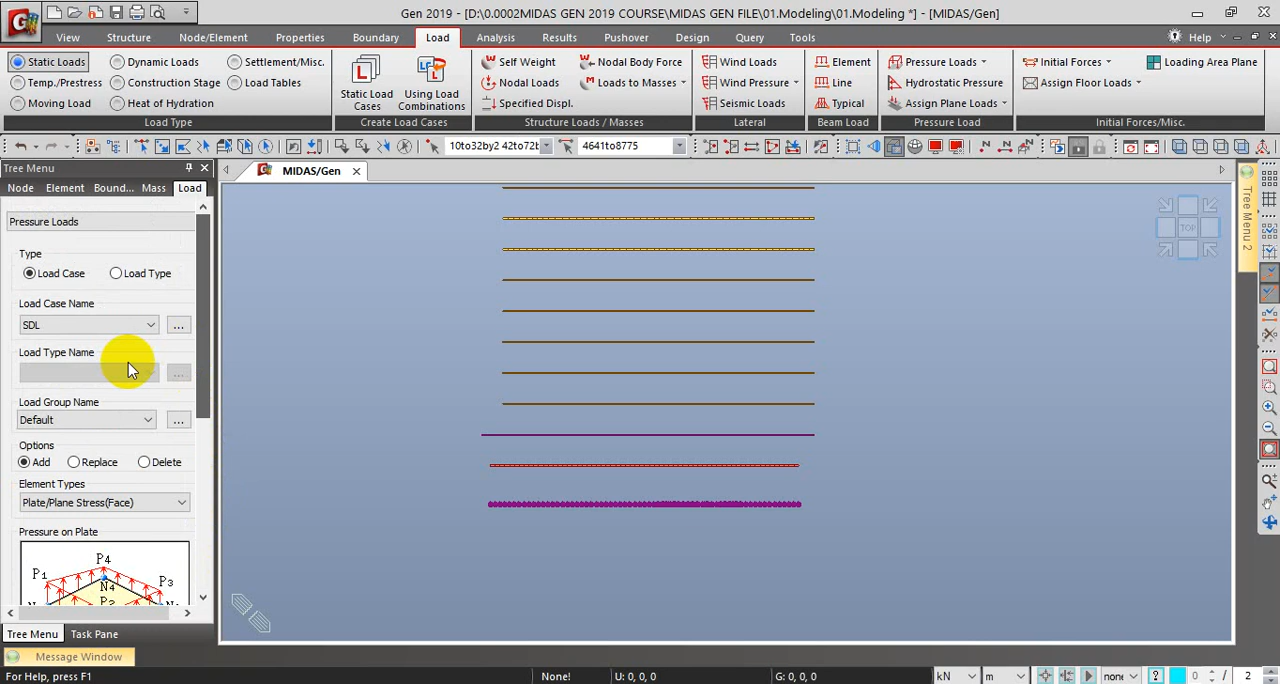 Gen 2019 - [D:\0.0002MIDAS GEN 2019 COURSE\MIDAS GEN FILE\01.Modeling\01.Modeling *] - [MIDAS/Gen]
View Structure Node/Element Properties Boundary Load Analysis Results Pushover Design Query Tools Help
Static Loads Dynamic Loads Settlement/Misc.
Temp./Prestress Constrction Stage Load Tables
Moving Load Heat of Hydration
Load Type
Static Load Cases
Using Load Combinations
Create Load Cases
Self Weight Nodal Body Force
Nodal Loads Loads to Masses
Specified Displ.
Structure Loads / Masses
Wind Loads
Wind Pressure
Seismic Loads
Lateral
Element
Line
Typical
Beam Load
Pressure Loads
Hydrostatic Pressure
Assign Plane Loads
Pressure Load
Initial Forces Loading Area Plane
Assign Floor Loads
Initial Forces/Misc.
10to32by2 42to72b 4641to8775
Tree Menu
MIDAS/Gen
Node Element Bound... Mass Load
Pressure Loads
Type
Load Case Load Type
Load Case Name
SDL ...
Load Type Name
...
Load Group Name
Default ...
Options
Add Replace Delete
Element Types
Plate/Plane Stress(Face)
Pressure on Plate
P4
P1 P3
N4
P2
TOP
Tree Menu 2
Tree Menu Task Pane
Message Window
For Help, press F1 None! U: 0, 0, 0 G: 0, 0, 0 kN m none ? 0 / 2